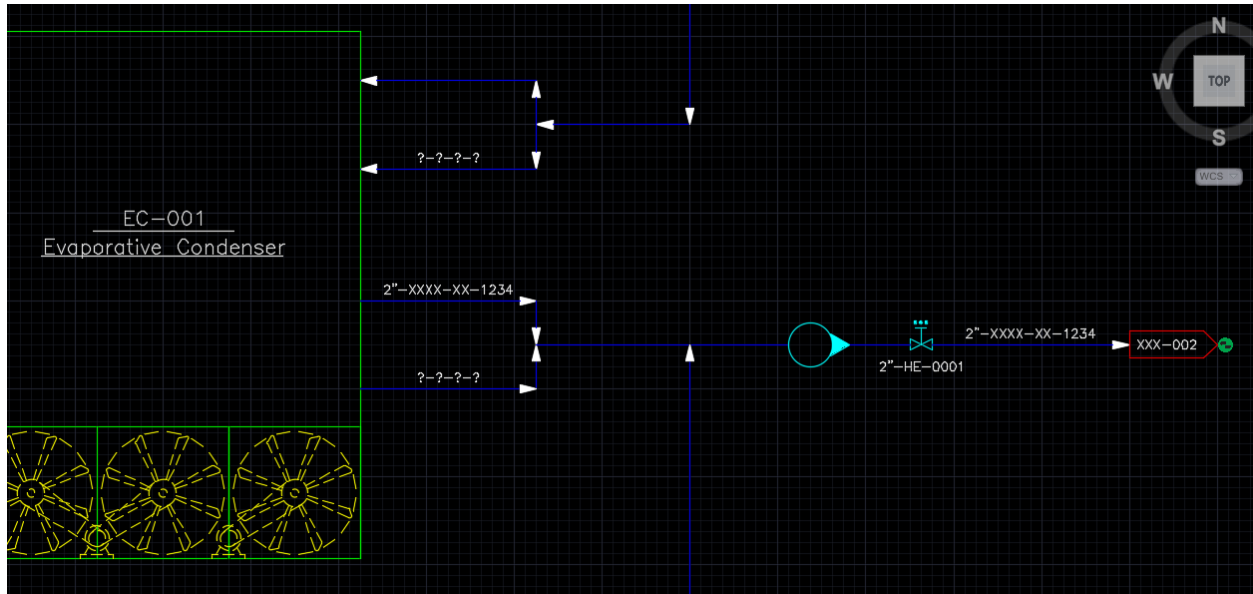 N
W
TOP
S
WCS
?-?-?-?
EC-001
Evaporative Condenser
2"-XXXX-XX-1234
2"-XXXX-XX-1234
XXX-002
2"-HE-0001
?-?-?-?